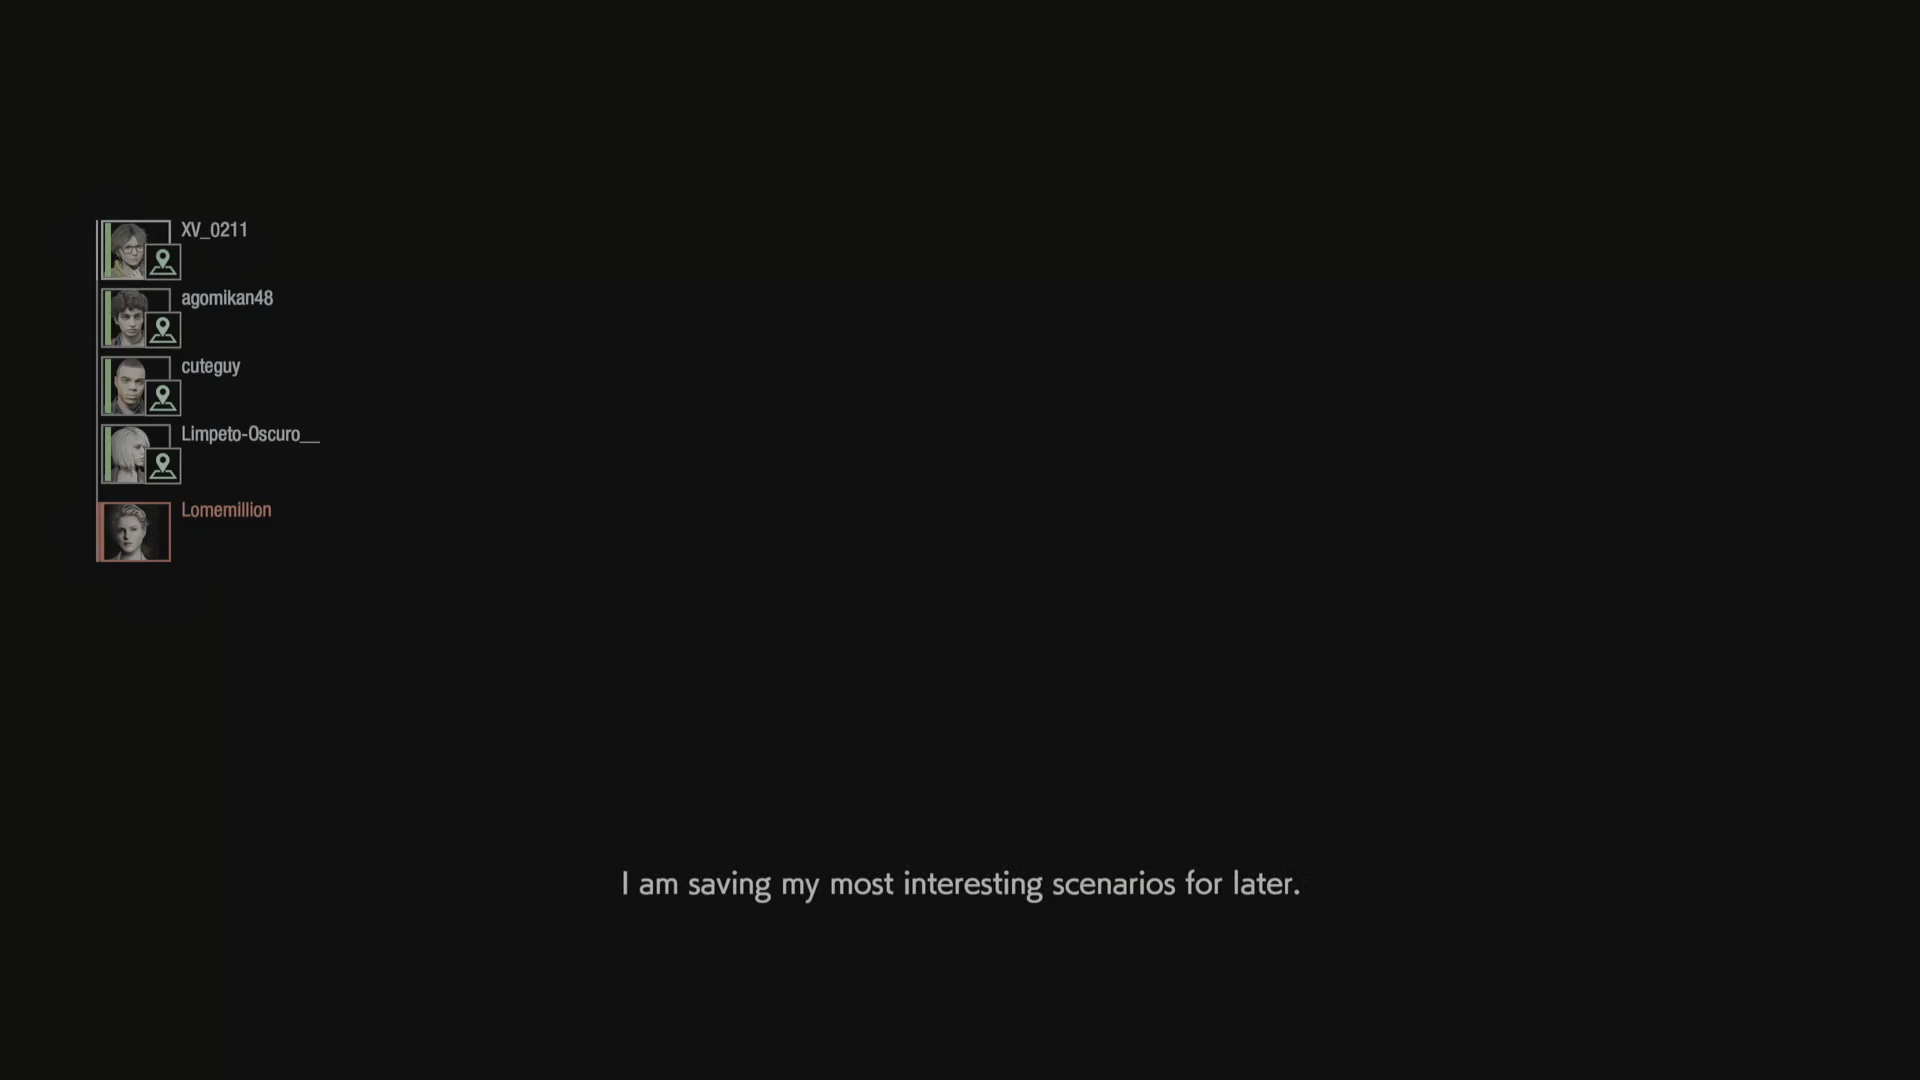 XV_0211
agomikan48
cuteguy
Limpeto-Oscuro__
Lomemillion
I am saving my most interesting scenarios for later.